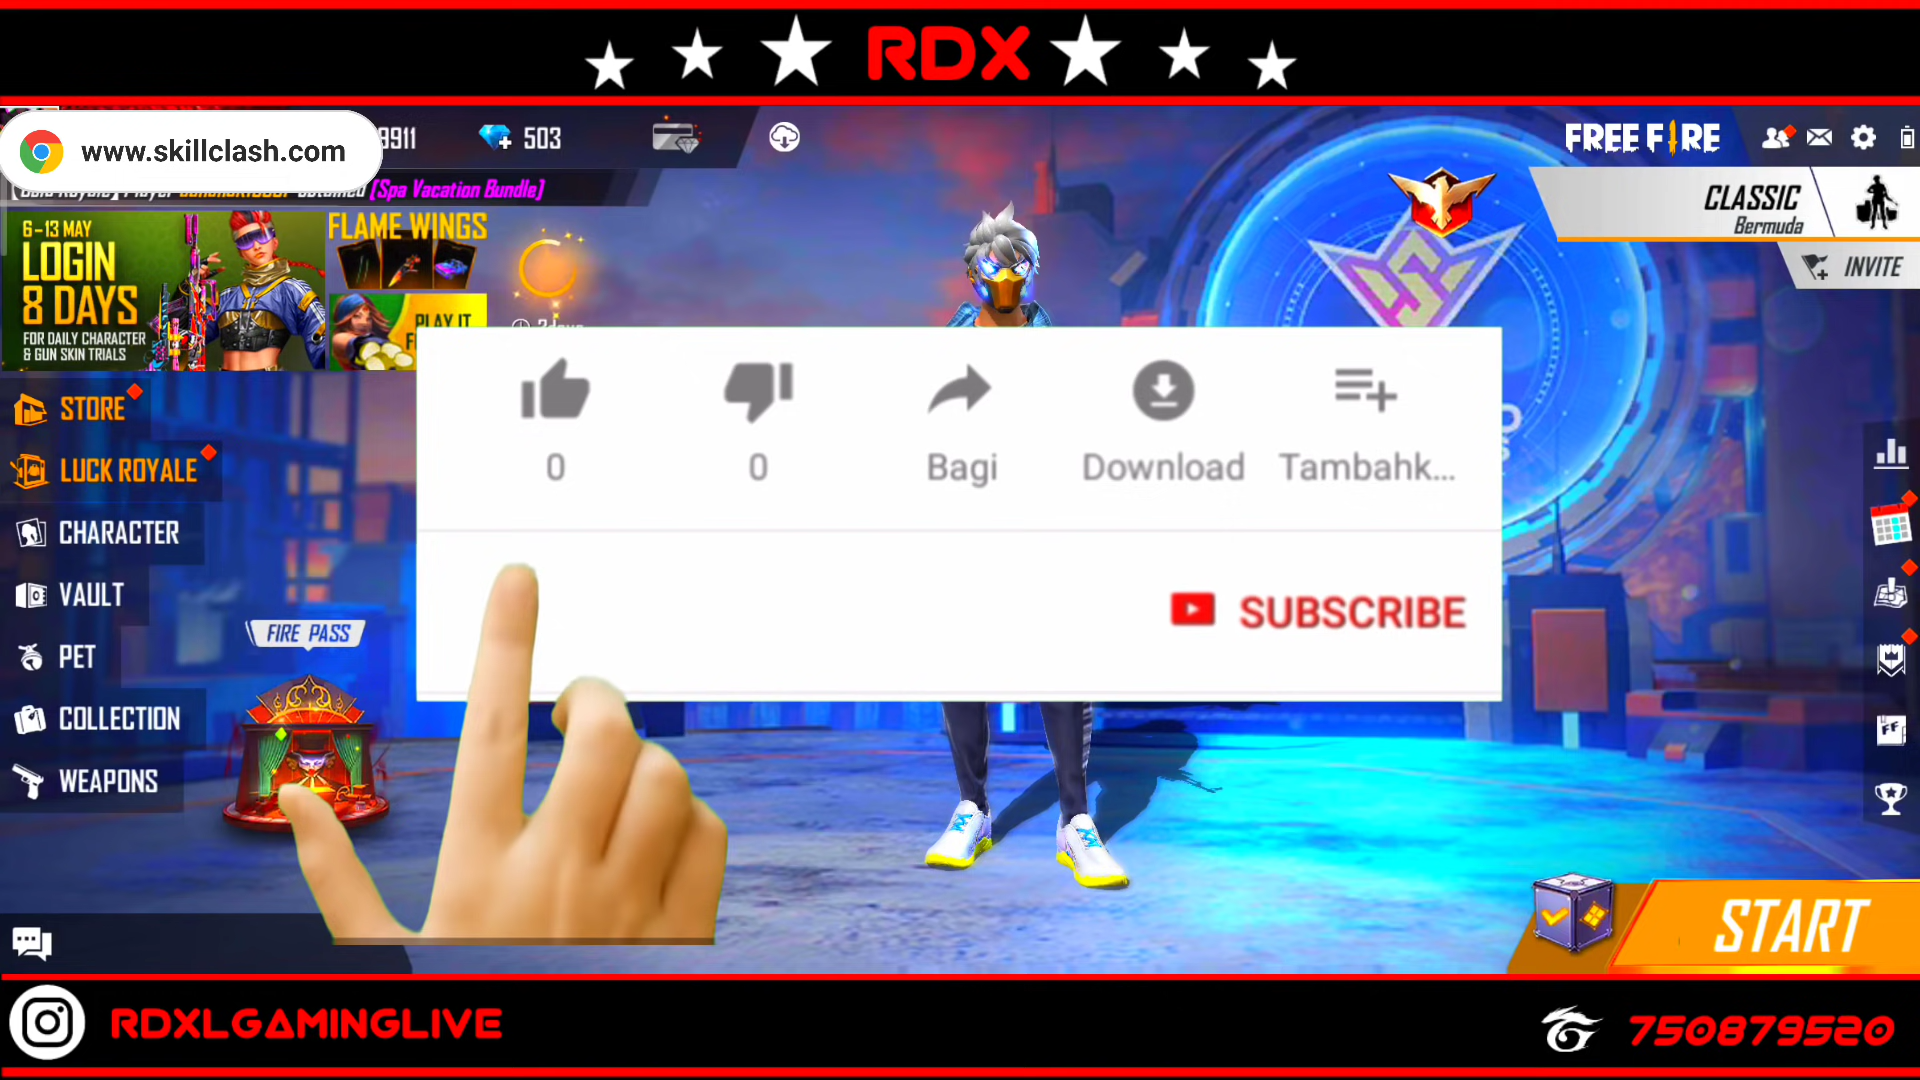 RDX
www.skillclash.com
8911
503
FREE FIRE
[Spa Vacation Bundle]
CLASSIC
Bermuda
INVITE
6-13 MAY
LOGIN
8 DAYS
FOR DAILY CHARACTER
& GUN SKIN TRIALS
FLAME WINGS
PLAY IT
STORE
LUCK ROYALE
CHARACTER
VAULT
PET
COLLECTION
WEAPONS
FIRE PASS
0
0
Bagi
Download
Tambahk...
SUBSCRIBE
FF
START
RDXLGAMINGLIVE
750879520